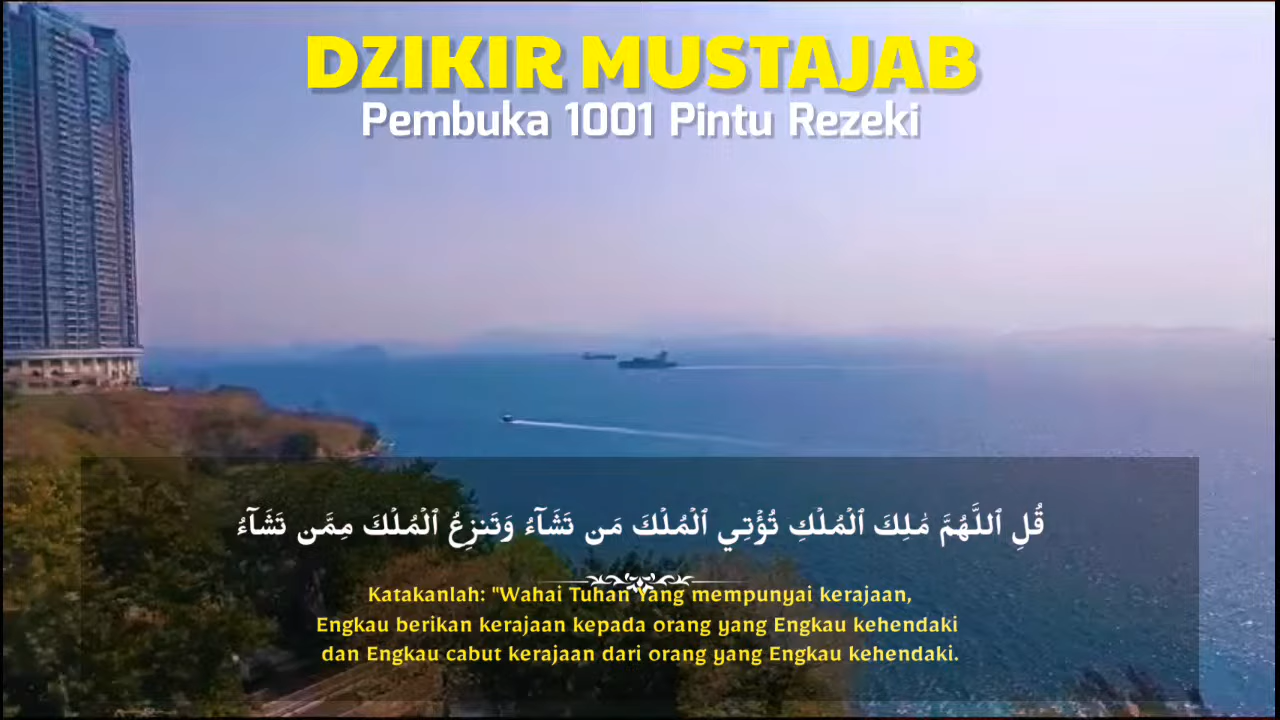 DZIKIR MUSTAJAB
Pembuka 1001 Pintu Rezeki
قُلِ ٱللَّهُمَّ مَٰلِكَ ٱلۡمُلۡكِ تُؤۡتِي ٱلۡمُلۡكَ مَن تَشَآءُ وَتَنزِعُ ٱلۡمُلۡكَ مِمَّن تَشَآءُ
Katakanlah: "Wahai Tuhan Yang mempunyai kerajaan,
Engkau berikan kerajaan kepada orang yang Engkau kehendaki
dan Engkau cabut kerajaan dari orang yang Engkau kehendaki.